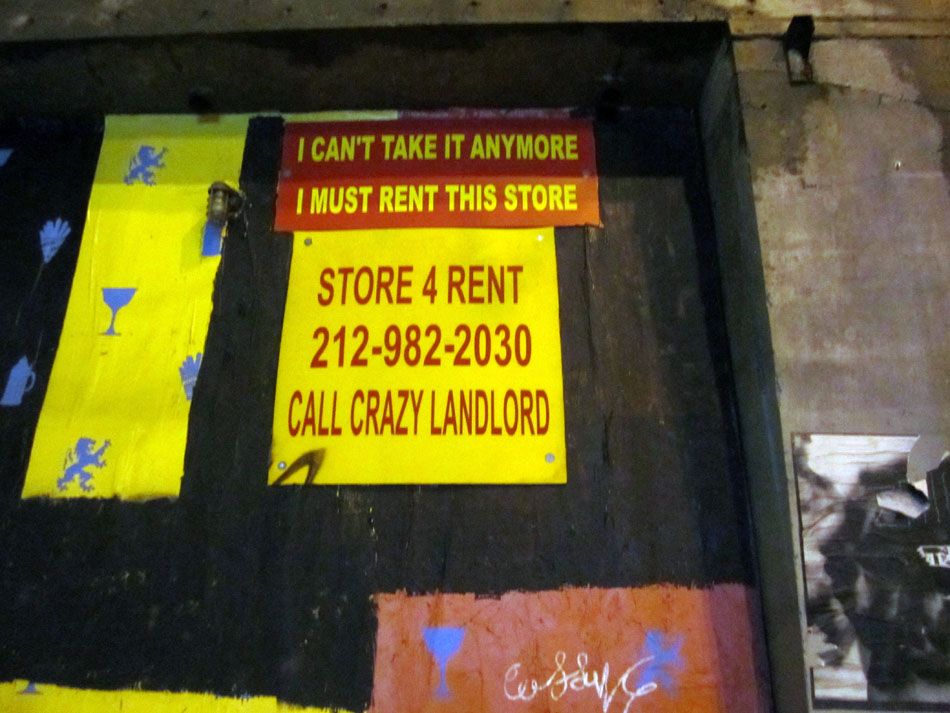 I CAN'T TAKE IT ANYMORE
I MUST RENT THIS STORE
STORE 4 RENT
212-982-2030
CALL CRAZY LANDLORD